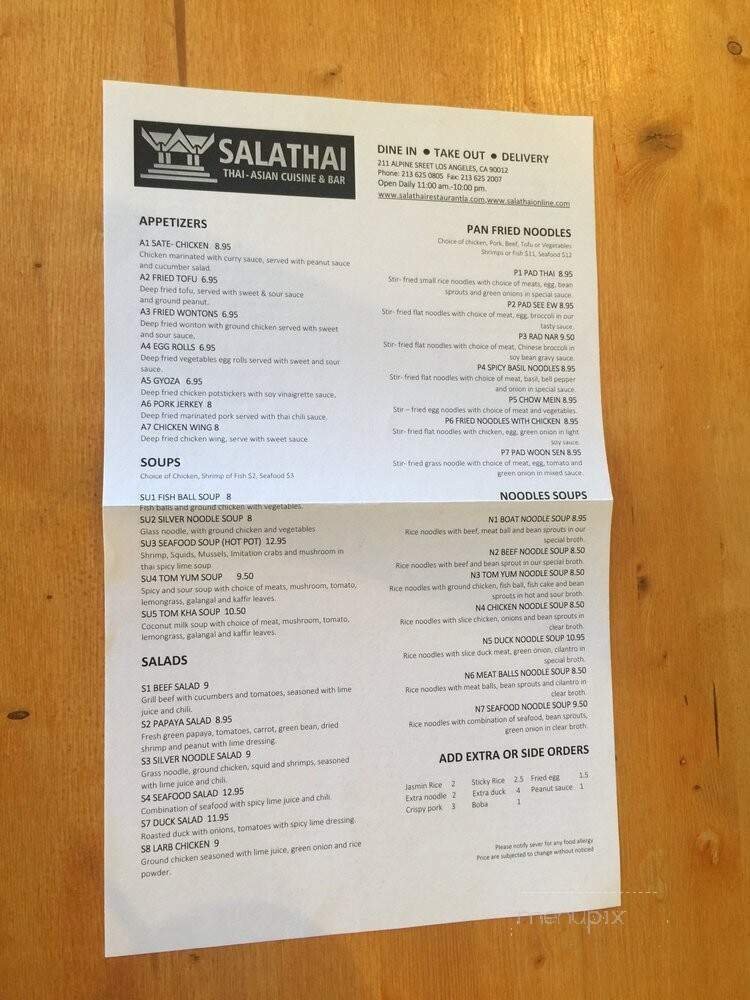 SALATHAI
THAI-ASIAN CUISINE & BAR
DINE IN ● TAKE OUT ● DELIVERY
211 ALPINE SREET LOS ANGELES, CA 90012
Phone: 213 625 0805 Fax: 213 625 2007
Open Daily 11:00 am.-10:00 pm.
www.salathairestaurantla.com,www.salathaionline.com
APPETIZERS
A1 SATE- CHICKEN 8.95
Chicken marinated with curry sauce, served with peanut sauce
and cucumber salad.
A2 FRIED TOFU 6.95
Deep fried tofu, served with sweet & sour sauce
and ground peanut.
A3 FRIED WONTONS 6.95
Deep fried wonton with ground chicken served with sweet
and sour sauce.
A4 EGG ROLLS 6.95
Deep fried vegetables egg rolls served with sweet and sour
sauce.
A5 GYOZA 6.95
Deep fried chicken potstickers with soy vinaigrette sauce.
A6 PORK JERKEY 8
Deep fried marinated pork served with thai chili sauce.
A7 CHICKEN WING 8
Deep fried chicken wing, serve with sweet sauce
SOUPS
Choice of Chicken, Shrimp of Fish $2, Seafood $3
SU1 FISH BALL SOUP 8
Fish balls and ground chicken with vegetables.
SU2 SILVER NOODLE SOUP 8
Glass noodle, with ground chicken and vegetables
SU3 SEAFOOD SOUP (HOT POT) 12.95
Shrimp, Squids, Mussels, Imitation crabs and mushroom in
thai spicy lime soup
SU4 TOM YUM SOUP 9.50
Spicy and sour soup with choice of meats, mushroom, tomato,
lemongrass, galangal and kaffir leaves.
SU5 TOM KHA SOUP 10.50
Coconut milk soup with choice of meat, mushroom, tomato,
lemongrass, galangal and kaffir leaves.
SALADS
S1 BEEF SALAD 9
Grill beef with cucumbers and tomatoes, seasoned with lime
juice and chili.
S2 PAPAYA SALAD 8.95
Fresh green papaya, tomatoes, carrot, green bean, dried
shrimp and peanut with lime dressing.
S3 SILVER NOODLE SALAD 9
Grass noodle, ground chicken, squid and shrimps, seasoned
with lime juice and chili.
S4 SEAFOOD SALAD 12.95
Combination of seafood with spicy lime juice and chili.
S7 DUCK SALAD 11.95
Roasted duck with onions, tomatoes with spicy lime dressing.
S8 LARB CHICKEN 9
Ground chicken seasoned with lime juice, green onion and rice
powder.
PAN FRIED NOODLES
Choice of chicken, Pork, Beef, Tofu or Vegetables
Shrimps or Fish $11, Seafood $12
P1 PAD THAI 8.95
Stir- fried small rice noodles with choice of meats, egg, bean
sprouts and green onions in special sauce.
P2 PAD SEE EW 8.95
Stir- fried flat noodles with choice of meat, egg, broccoli in our
tasty sauce.
P3 RAD NAR 9.50
Stir- fried flat noodles with choice of meat, Chinese broccoli in
soy bean gravy sauce.
P4 SPICY BASIL NOODLES 8.95
Stir- fried flat noodles with choice of meat, basil, bell pepper
and onion in special sauce.
P5 CHOW MEIN 8.95
Stir – fried egg noodles with choice of meat and vegetables.
P6 FRIED NOODLES WITH CHICKEN 8.95
Stir- fried flat noodles with chicken, egg, green onion in light
soy sauce.
P7 PAD WOON SEN 8.95
Stir- fried grass noodle with choice of meat, egg, tomato and
green onion in mixed sauce.
NOODLES SOUPS
N1 BOAT NOODLE SOUP 8.95
Rice noodles with beef, meat ball and bean sprouts in our
special broth.
N2 BEEF NOODLE SOUP 8.50
Rice noodles with beef and bean sprout in our special broth.
N3 TOM YUM NOODLE SOUP 8.50
Rice noodles with ground chicken, fish ball, fish cake and bean
sprouts in hot and sour broth.
N4 CHICKEN NOODLE SOUP 8.50
Rice noodles with slice chicken, onions and bean sprouts in
clear broth.
N5 DUCK NOODLE SOUP 10.95
Rice noodles with slice duck meat, green onion, cilantro in
special broth.
N6 MEAT BALLS NOODLE SOUP 8.50
Rice noodles with meat balls, bean sprouts and cilantro in
clear broth.
N7 SEAFOOD NOODLE SOUP 9.50
Rice noodles with combination of seafood, bean sprouts,
green onion in clear broth.
ADD EXTRA OR SIDE ORDERS
Jasmin Rice 2 Sticky Rice 2.5 Fried egg 1.5
Extra noodle 2 Extra duck 4 Peanut sauce 1
Crispy pork 3 Boba 1
Please notify sever for any food allergy
Price are subjected to change without noticed
menupix